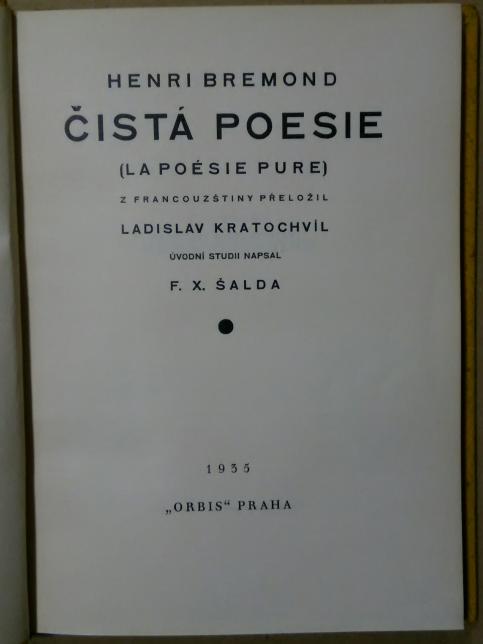 HENRI BREMOND
ČISTÁ POESIE
(LA POÉSIE PURE)
Z FRANCOUZŠTINY PŘELOŽIL
LADISLAV KRATOCHVÍL
ÚVODNÍ STUDII NAPSAL
F. X. ŠALDA
1935
„ORBIS“ PRAHA